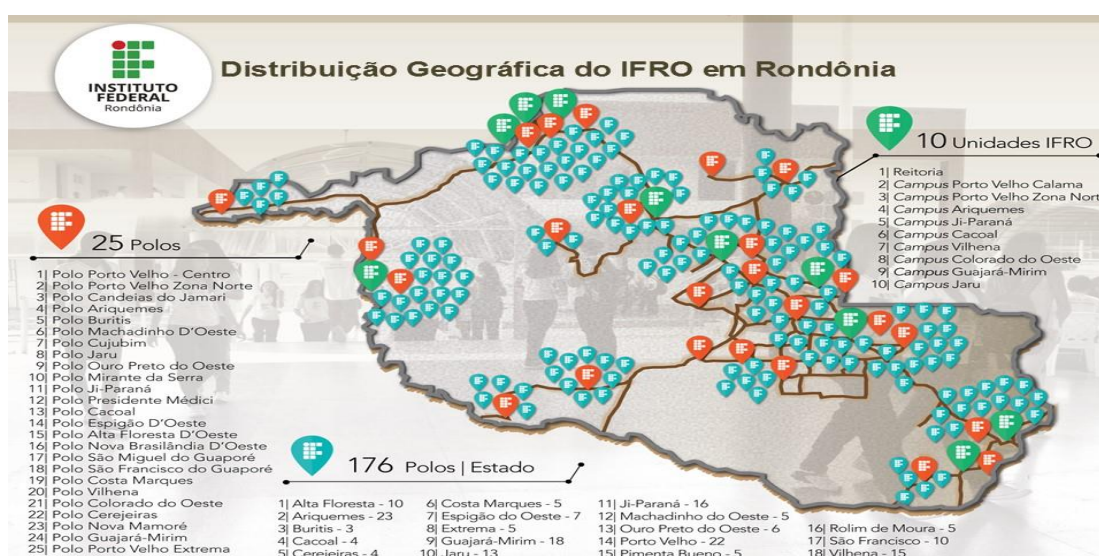 INSTITUTO
FEDERAL
Rondônia
Distribuição Geográfica do IFRO em Rondônia
10 Unidades IFRO
1| Reitoria
2| Campus Porto Velho Calama
3| Campus Porto Velho Zona Nort
4| Campus Ariquemes
5| Campus Ji-Paraná
6| Campus Cacoal
7| Campus Vilhena
8| Campus Colorado do Oeste
9| Campus Guajará-Mirim
10| Campus Jaru
25 Polos
1| Polo Porto Velho - Centro
2| Polo Porto Velho Zona Norte
3| Polo Candeias do Jamari
4| Polo Ariquemes
5| Polo Buritis
6| Polo Machadinho D'Oeste
7| Polo Cujubim
8| Polo Jaru
9| Polo Ouro Preto do Oeste
10| Polo Mirante da Serra
11| Polo Ji-Paraná
12| Polo Presidente Médici
13| Polo Cacoal
14| Polo Espigão D'Oeste
15| Polo Alta Floresta D'Oeste
16| Polo Nova Brasilândia D'Oeste
17| Polo São Miguel do Guaporé
18| Polo São Francisco do Guaporé
19| Polo Costa Marques
20| Polo Vilhena
21| Polo Colorado do Oeste
22| Polo Cerejeiras
23| Polo Nova Mamoré
24| Polo Guajará-Mirim
25| Polo Porto Velho Extrema
176 Polos | Estado
1| Alta Floresta - 10
2| Ariquemes - 23
3| Buritis - 3
4| Cacoal - 4
5| Cerejeiras - 4
6| Costa Marques - 5
7| Espigão do Oeste - 7
8| Extrema - 5
9| Guajará-Mirim - 18
10| Jaru - 13
11| Ji-Paraná - 16
12| Machadinho do Oeste - 5
13| Ouro Preto do Oeste - 6
14| Porto Velho - 22
15| Pimenta Bueno - 5
16| Rolim de Moura - 5
17| São Francisco - 10
18| Vilhena - 15